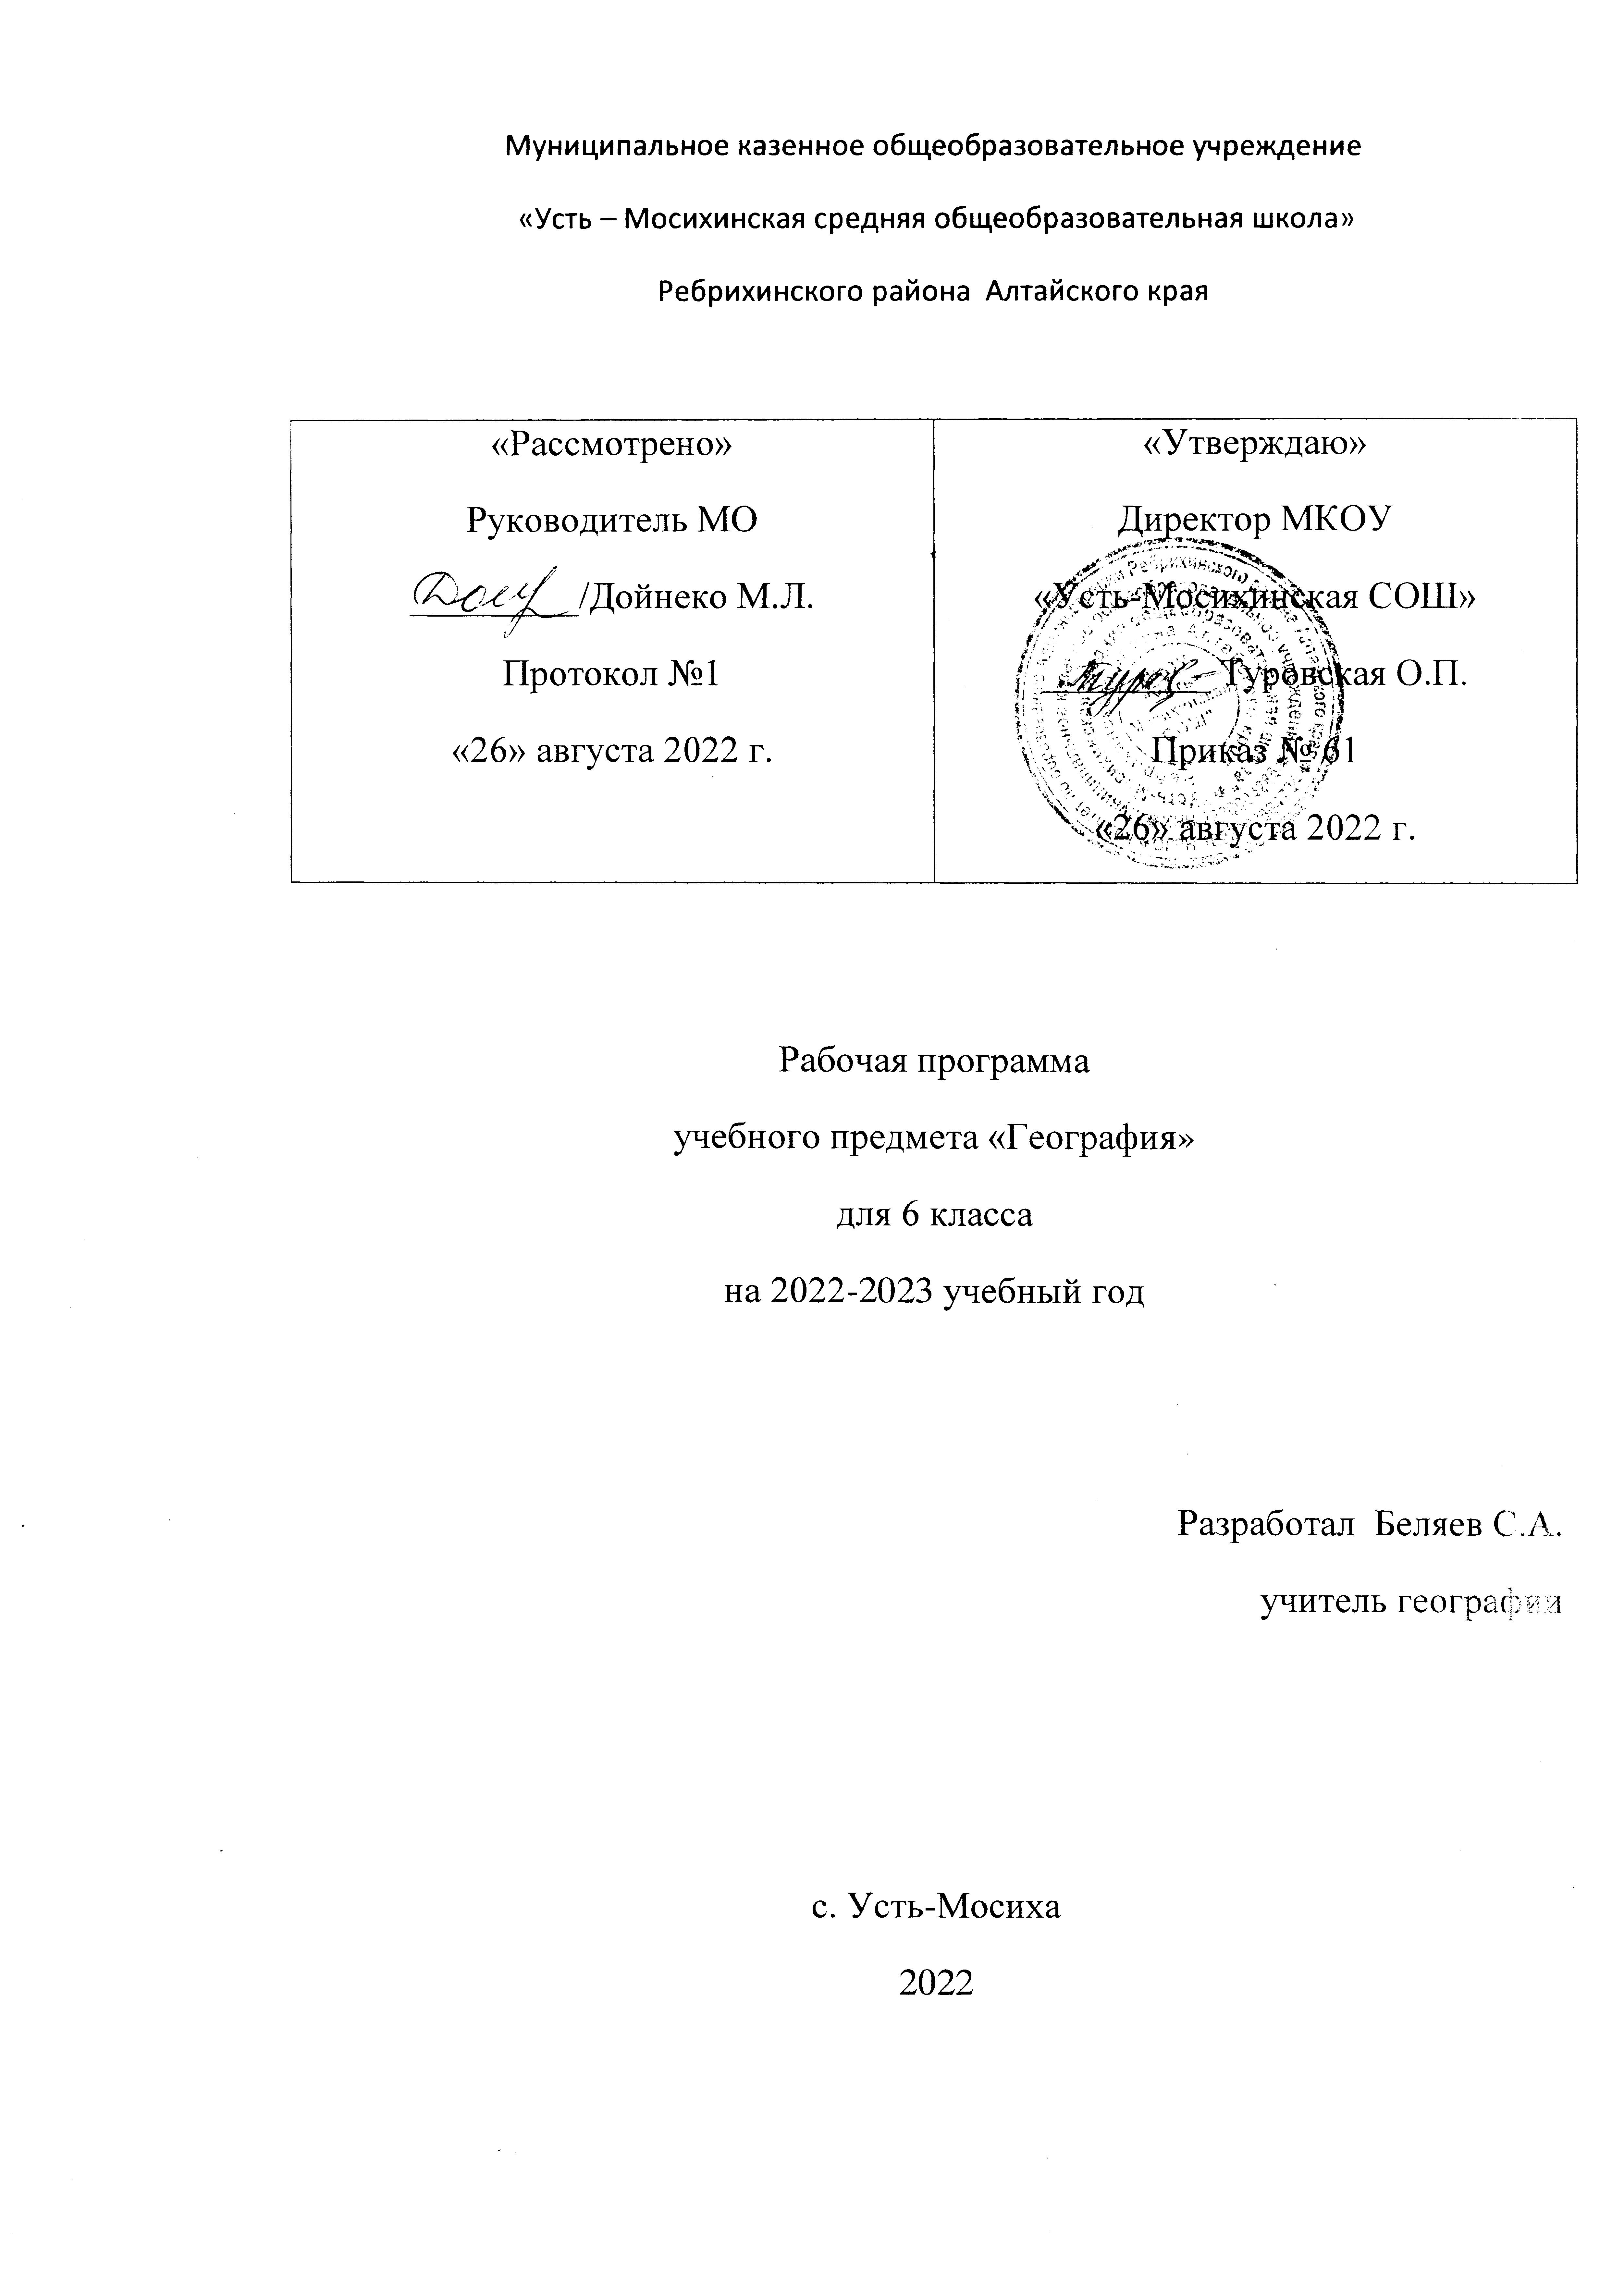 Муниципальное казенное общеобразовательное учреждение
«Усть – Мосихинская средняя общеобразовательная школа»
Ребрихинского района Алтайского края
«Рассмотрено»
Руководитель МО
/Дойнеко М.Л.
Протокол №1
«26» августа 2022 г.
«Утверждаю»
Директор МКОУ
«Усть-Мосихинская СОШ»
Туровская О.П.
Приказ № 61
«26» августа 2022 г.
Рабочая программа
учебного предмета «География»
для 6 класса
на 2022-2023 учебный год
Разработал Беляев С.А.
учитель географии
с. Усть-Мосиха
2022